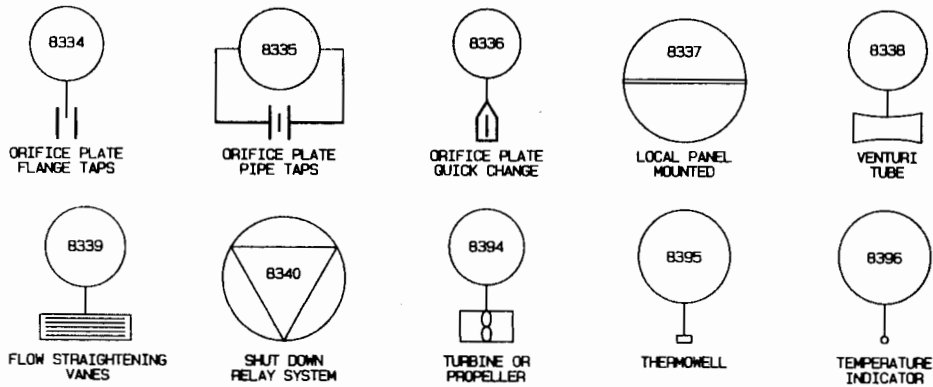 8334
8335
8336
8337
8338
ORIFICE PLATE
FLANGE TAPS
ORIFICE PLATE
PIPE TAPS
ORIFICE PLATE
QUICK CHANGE
LOCAL PANEL
MOUNTED
VENTURI
TUBE
8339
8340
8394
8395
8396
FLOW STRAIGHTENING
VANES
SHUT DOWN
RELAY SYSTEM
TURBINE OR
PROPELLER
THERMOWELL
TEMPERATURE
INDICATOR